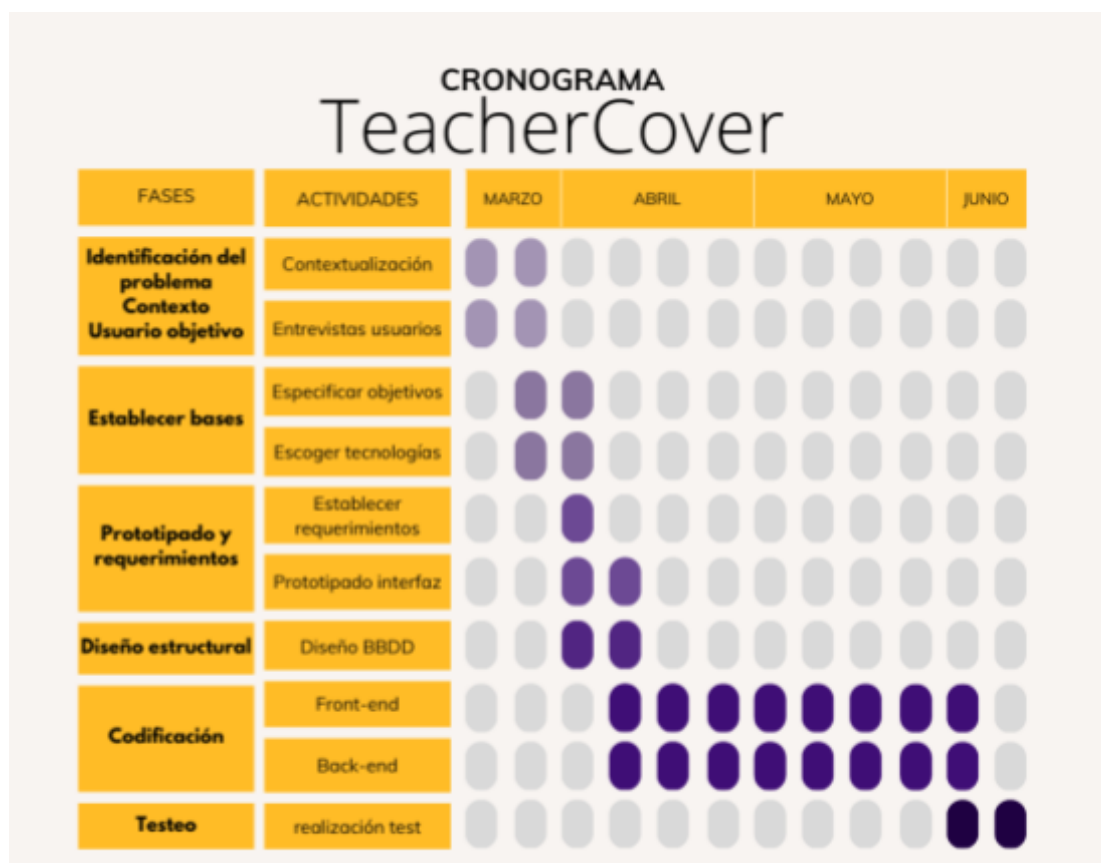 CRONOGRAMA
TeacherCover
FASES
ACTIVIDADES
MARZO
ABRIL
MAYO
JUNIO
Identificación del
problema
Contexto
Usuario objetivo
Contextualización
Entrevistas usuarios
Establecer bases
Especificar objetivos
Escoger tecnologías
Prototipado y
requerimientos
Establecer
requerimientos
Prototipado interfaz
Diseño estructural
Diseño BBDD
Codificación
Front-end
Back-end
Testeo
realización test